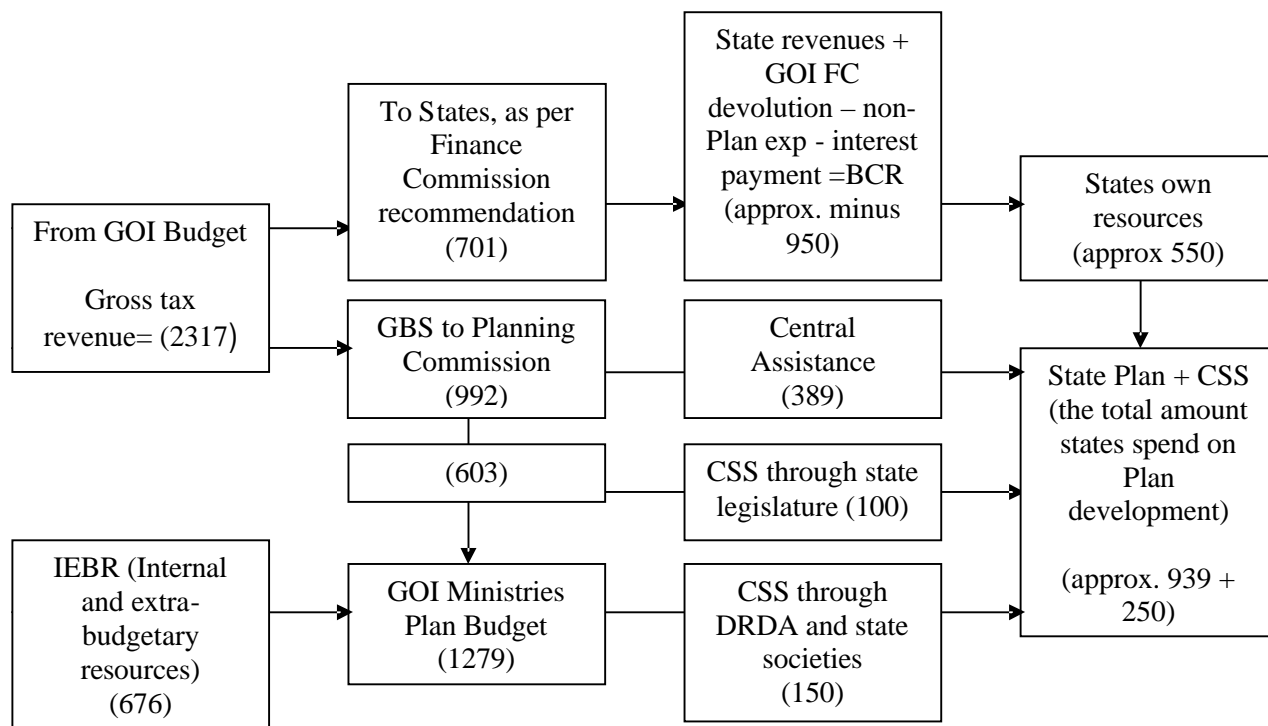 From GOI Budget
Gross tax
revenue= (2317)
To States, as per
Finance
Commission
recommendation
(701)
State revenues +
GOI FC
devolution – non-
Plan exp - interest
payment =BCR
(approx. minus
950)
States own
resources
(approx 550)
GBS to Planning
Commission
(992)
Central
Assistance
(389)
State Plan + CSS
(the total amount
states spend on
Plan
development)
(approx. 939 +
250)
(603)
CSS through state
legislature (100)
IEBR (Internal
and extra-
budgetary
resources)
(676)
GOI Ministries
Plan Budget
(1279)
CSS through
DRDA and state
societies
(150)